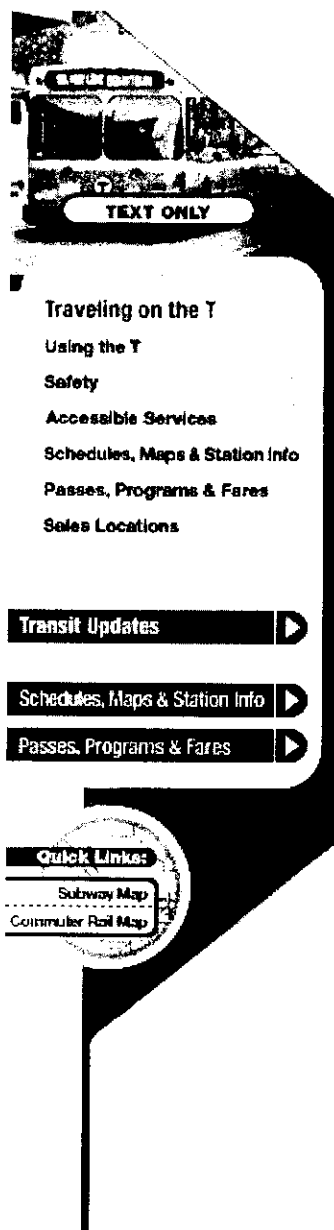 TEXT ONLY
Traveling on the T
Using the T
Safety
Accessible Services
Schedules, Maps & Station Info
Passes, Programs & Fares
Sales Locations
Transit Updates
Schedules, Maps & Station Info
Passes, Programs & Fares
Quick Links:
Subway Map
Commuter Rail Map